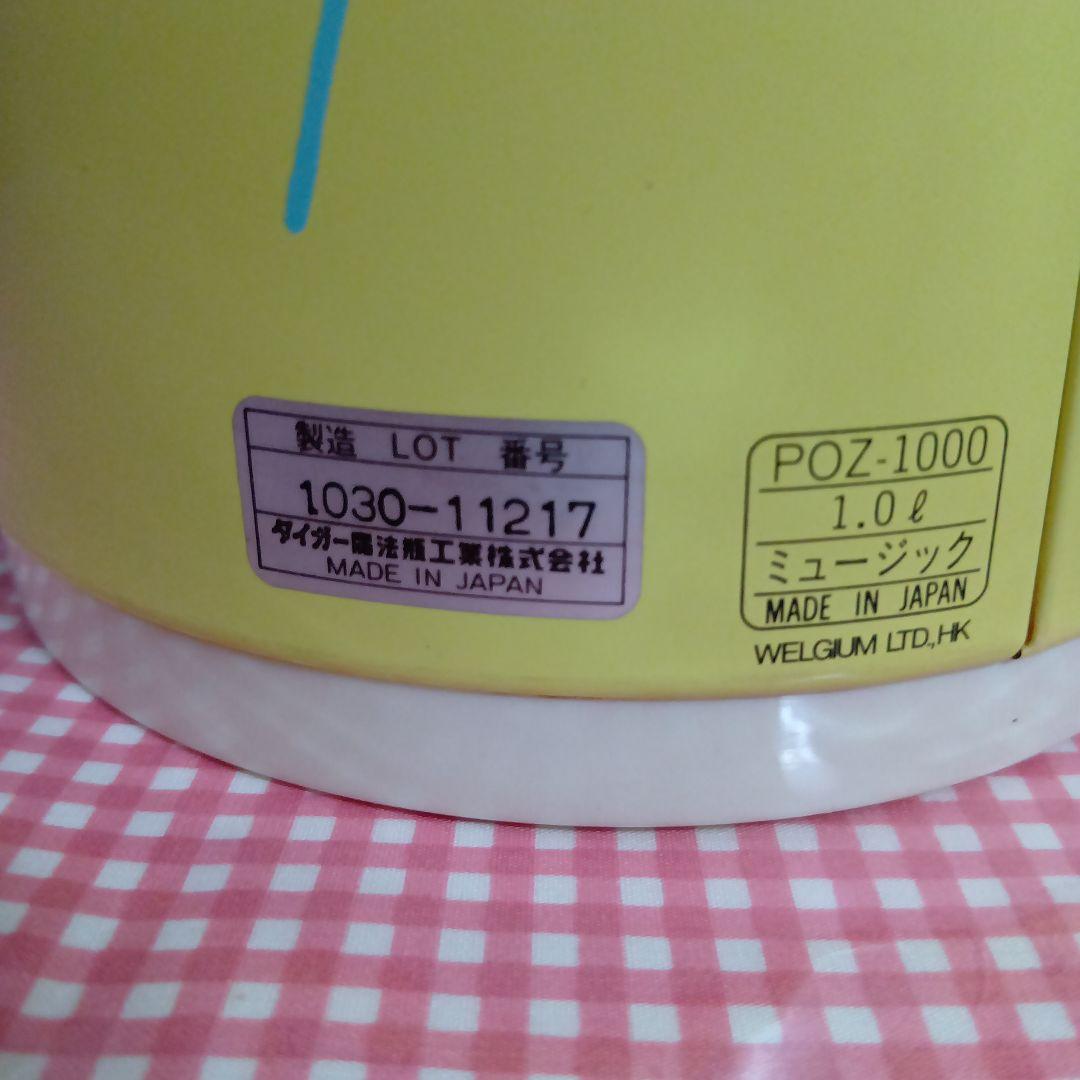 製造 LOT 番号
1030-11217
タイガー魔法瓶工業株式会社
MADE IN JAPAN
POZ-1000
1.0ℓ
ミュージック
MADE IN JAPAN
WELGIUM LTD.,HK